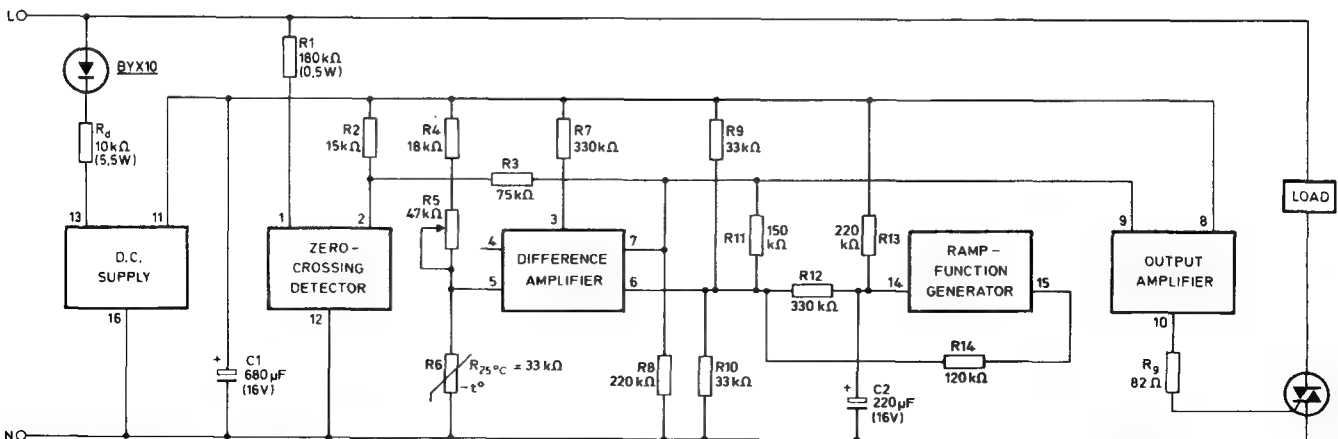 L
BYX10
R1
180kΩ
(0,5W)
Rd
10kΩ
(5,5W)
R2
15kΩ
R4
18kΩ
R7
330kΩ
R9
33kΩ
R3
75kΩ
R5
47kΩ
R11
150
kΩ
220
kΩ
R13
LOAD
13
11
1
2
3
4
5
7
6
14
15
9
8
D.C.
SUPPLY
ZERO-
CROSSING
DETECTOR
DIFFERENCE
AMPLIFIER
R12
330kΩ
RAMP-
FUNCTION
GENERATOR
OUTPUT
AMPLIFIER
16
12
10
+
C1
680µF
(16V)
R6
R25°C = 33kΩ
-t°
R8
220kΩ
R10
33kΩ
R14
120kΩ
+
C2
220µF
(16V)
Rg
82Ω
N